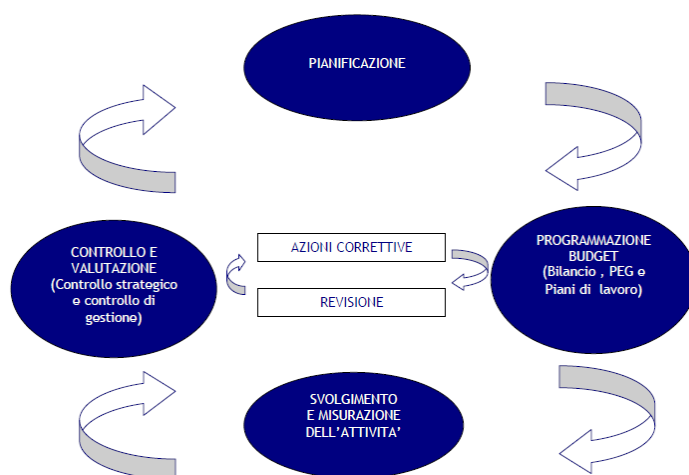 PIANIFICAZIONE
CONTROLLO E
VALUTAZIONE
(Controllo strategico
e controllo di
gestione)
AZIONI CORRETTIVE
REVISIONE
PROGRAMMAZIONE
BUDGET
(Bilancio , PEG e
Piani di lavoro)
SVOLGIMENTO
E MISURAZIONE
DELL'ATTIVITA'